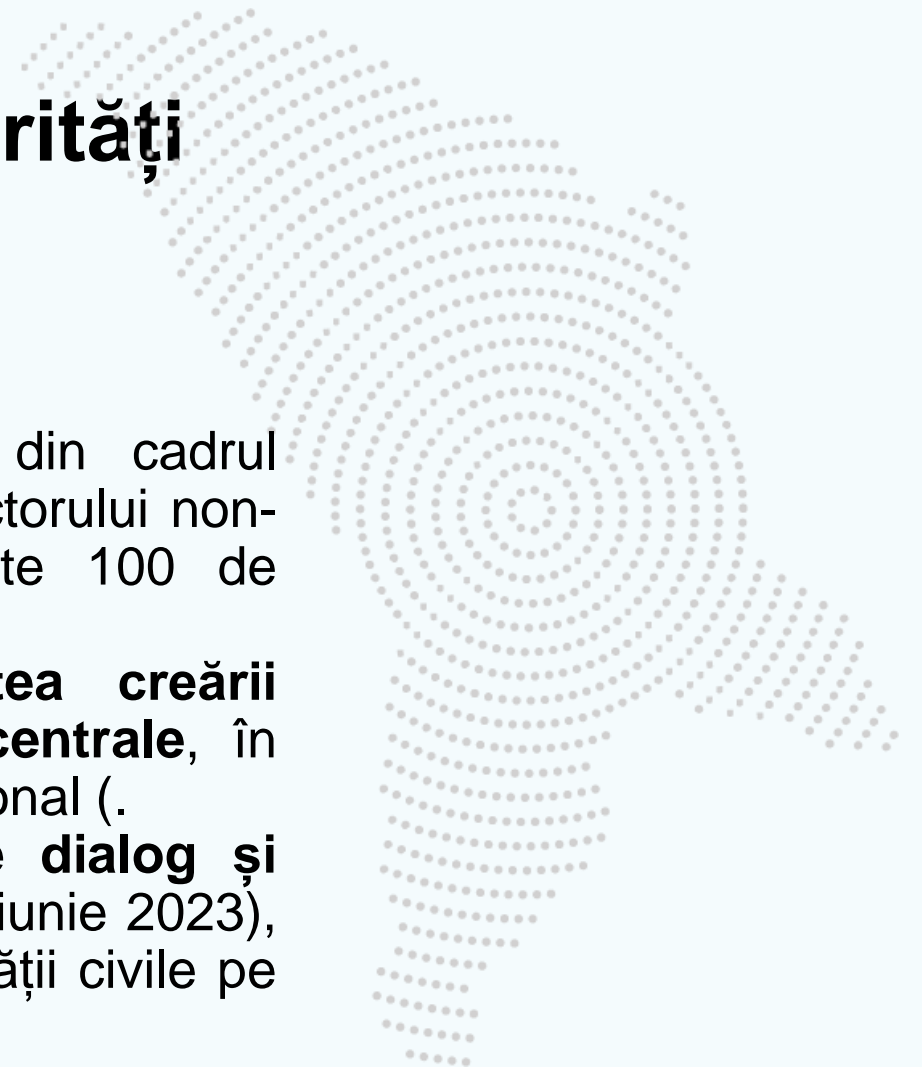 rități
din cadrul
ctorului non-
te 100 de
tea creării
centrale, în
onal (.
e dialog și
iunie 2023),
ății civile pe